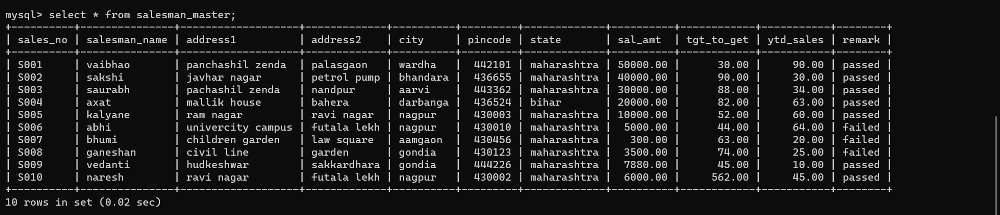 mysql> select * from salesman_master;
+----------+---------------+-------------------+-------------+----------+---------+-------------+----------+------------+-----------+--------+
| sales_no | salesman_name | address1          | address2    | city     | pincode | state       | sal_amt  | tgt_to_get | ytd_sales | remark |
+----------+---------------+-------------------+-------------+----------+---------+-------------+----------+------------+-----------+--------+
| S001     | vaibhao       | panchashil zenda  | palasgaon   | wardha   |  442101 | maharashtra | 50000.00 |      30.00 |     90.00 | passed |
| S002     | sakshi        | javhar nagar      | petrol pump | bhandara |  436655 | maharashtra | 40000.00 |      90.00 |     30.00 | passed |
| S003     | saurabh       | pachashil zenda   | nandpur     | aarvi    |  443362 | maharashtra | 30000.00 |      88.00 |     34.00 | passed |
| S004     | axat          | mallik house      | bahera      | darbanga |  436524 | bihar       | 20000.00 |      82.00 |     63.00 | passed |
| S005     | kalyane       | ram nagar         | ravi nagar  | nagpur   |  430003 | maharashtra | 10000.00 |      52.00 |     60.00 | passed |
| S006     | abhi          | univercity campus | futala lekh | nagpur   |  430010 | maharashtra |  5000.00 |      44.00 |     64.00 | failed |
| S007     | bhumi         | children garden   | law square  | aamgaon  |  430456 | maharashtra |   300.00 |      63.00 |     20.00 | failed |
| S008     | ganeshan      | civil line        | garden      | gondia   |  430123 | maharashtra |  3500.00 |      74.00 |     25.00 | failed |
| S009     | vedanti       | hudkeshwar        | sakkardhara | gondia   |  444226 | maharashtra |  7880.00 |      45.00 |     10.00 | passed |
| S010     | naresh        | ravi nagar        | futala lekh | nagpur   |  430002 | maharashtra |  6000.00 |     562.00 |     45.00 | passed |
+----------+---------------+-------------------+-------------+----------+---------+-------------+----------+------------+-----------+--------+
10 rows in set (0.02 sec)